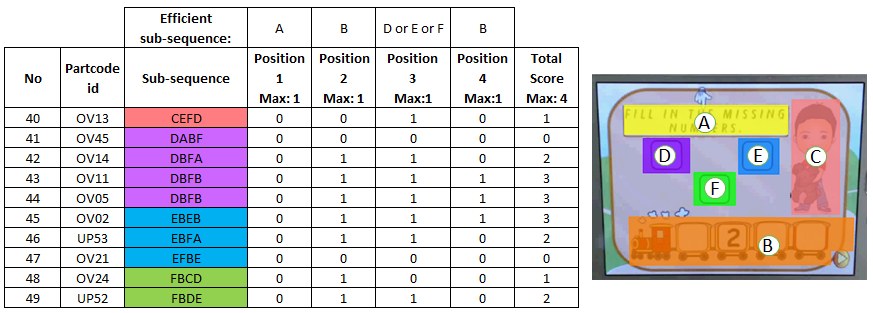 Efficient sub-sequence: A B D or E or F B
No Partcode id Sub-sequence Position 1 Max: 1 Position 2 Max: 1 Position 3 Max:1 Position 4 Max:1 Total Score Max: 4
40 OV13 CEFD 0 0 1 0 1
41 OV45 DABF 0 0 0 0 0
42 OV14 DBFA 0 1 1 0 2
43 OV11 DBFB 0 1 1 1 3
44 OV05 DBFB 0 1 1 1 3
45 OV02 EBEB 0 1 1 1 3
46 UP53 EBFA 0 1 1 0 2
47 OV21 EFBE 0 0 0 0 0
48 OV24 FBCD 0 1 0 0 1
49 UP52 FBDE 0 1 1 0 2
FILL IN THE MISSING
NUMBERS.
A
D E C
F
2 B